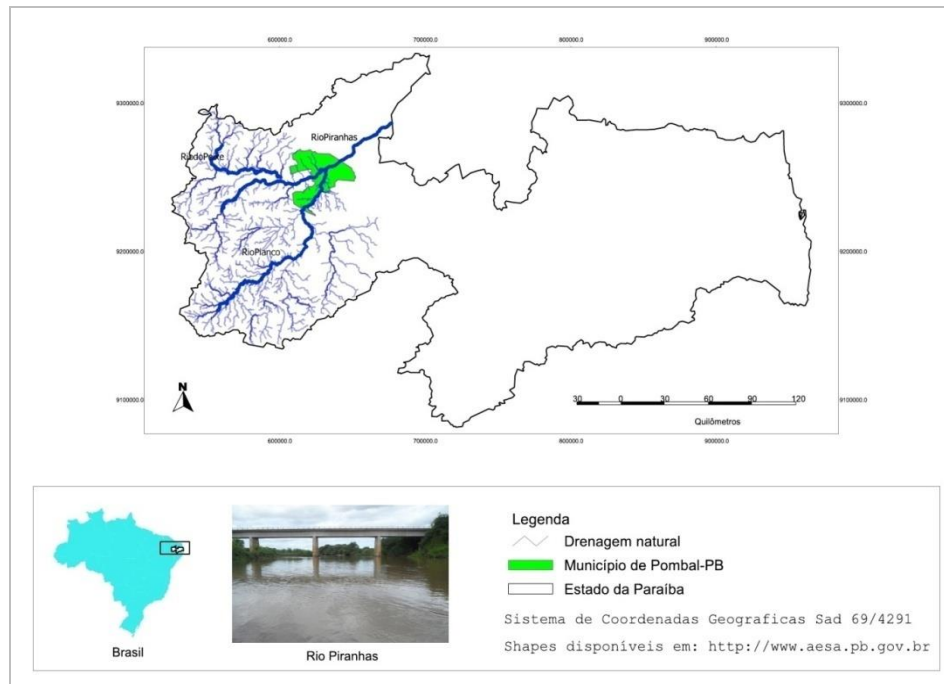 600000.0 700000.0 800000.0 900000.0
9300000.0 9300000.0
RioPiranhas
RiodoPeixe
9200000.0 9200000.0
RioPianco
N
9100000.0 9100000.0
30 0 30 60 90 120
Quilômetros
600000.0 700000.0 800000.0 900000.0
Legenda
Drenagem natural
Município de Pombal-PB
Estado da Paraíba
Sistema de Coordenadas Geograficas Sad 69/4291
Shapes disponíveis em: http://www.aesa.pb.gov.br
Brasil
Rio Piranhas